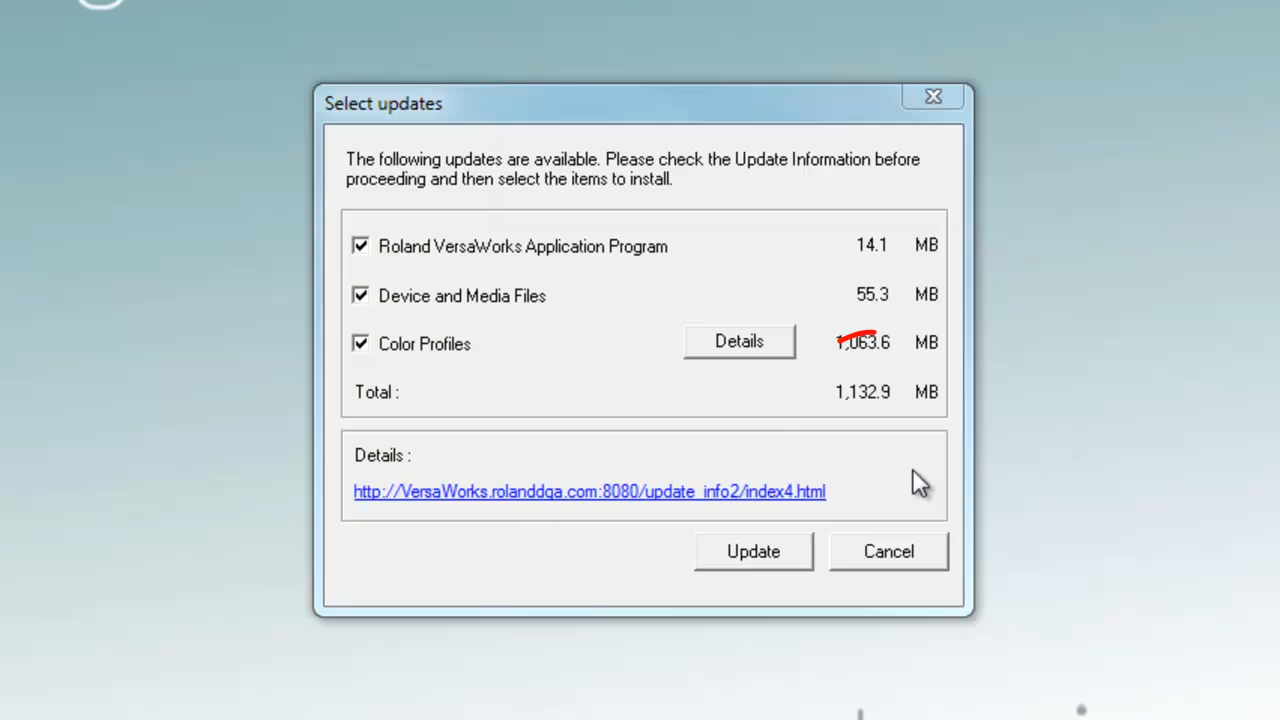 Select updates
The following updates are available. Please check the Update Information before
proceeding and then select the items to install.
Roland VersaWorks Application Program 14.1 MB
Device and Media Files 55.3 MB
Color Profiles Details 1,063.6 MB
Total : 1,132.9 MB
Details :
http://VersaWorks.rolanddga.com:8080/update_info2/index4.html
Update Cancel